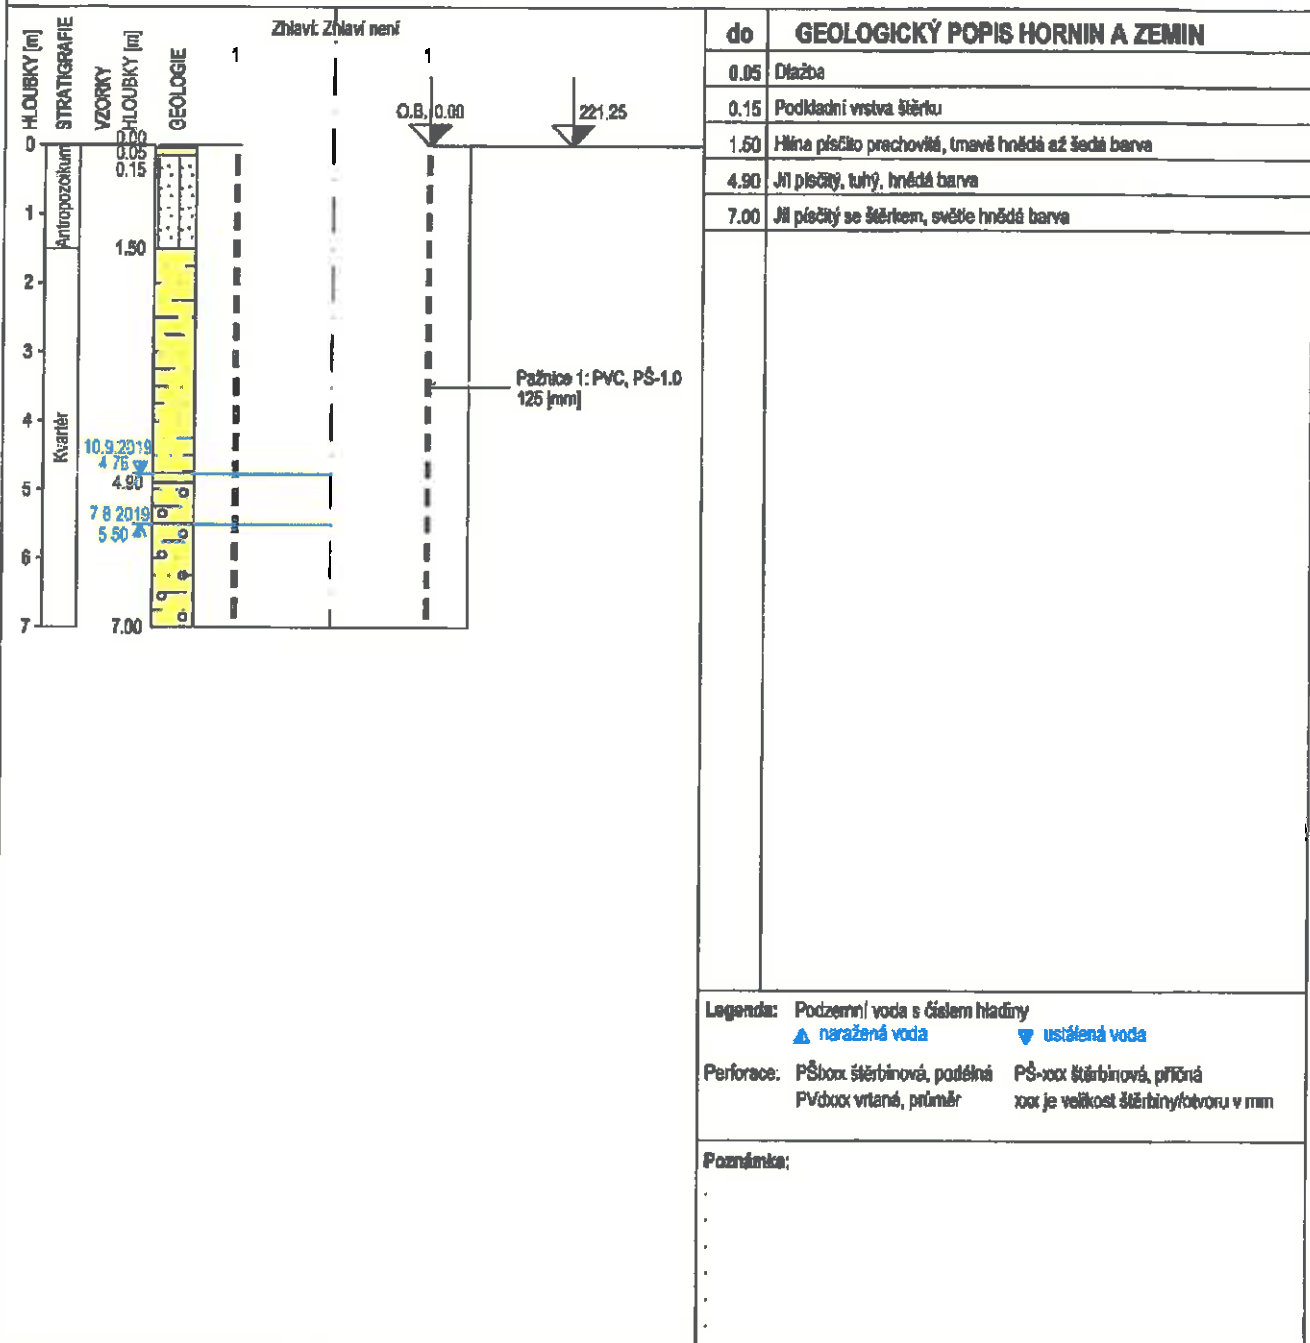 HLOUBKY [m]
STRATIGRAFIE
VZORKY
HLOUBKY [m]
GEOLOGIE
Zhlaví: Zhlaví není
1
1
O.B. 0.00
221,25
0
1
2
3
4
5
6
7
Antropozoikum
Kvartér
0.00
0.05
0.15
1.50
10.9.2019
4.76
4.90
7 8 2019
5 50
7.00
Pažnice 1: PVC, PŠ-1.0
125 [mm]
do GEOLOGICKÝ POPIS HORNIN A ZEMIN
0.05 Dlažba
0.15 Podkladní vrstva štěrku
1.50 Hlína písčito prachovitá, tmavě hnědá až šedá barva
4.90 Jíl písčitý, tuhý, hnědá barva
7.00 Jíl písčitý se štěrkem, světle hnědá barva
Legenda: Podzemní voda s číslem hladiny
naražená voda ustálená voda
Perforace: PŠlxxx štěrbinová, podélná PŠ-xxx štěrbinová, příčná
PVdxxx vrtaná, průměr xxx je velikost štěrbiny/otvoru v mm
Poznámka: